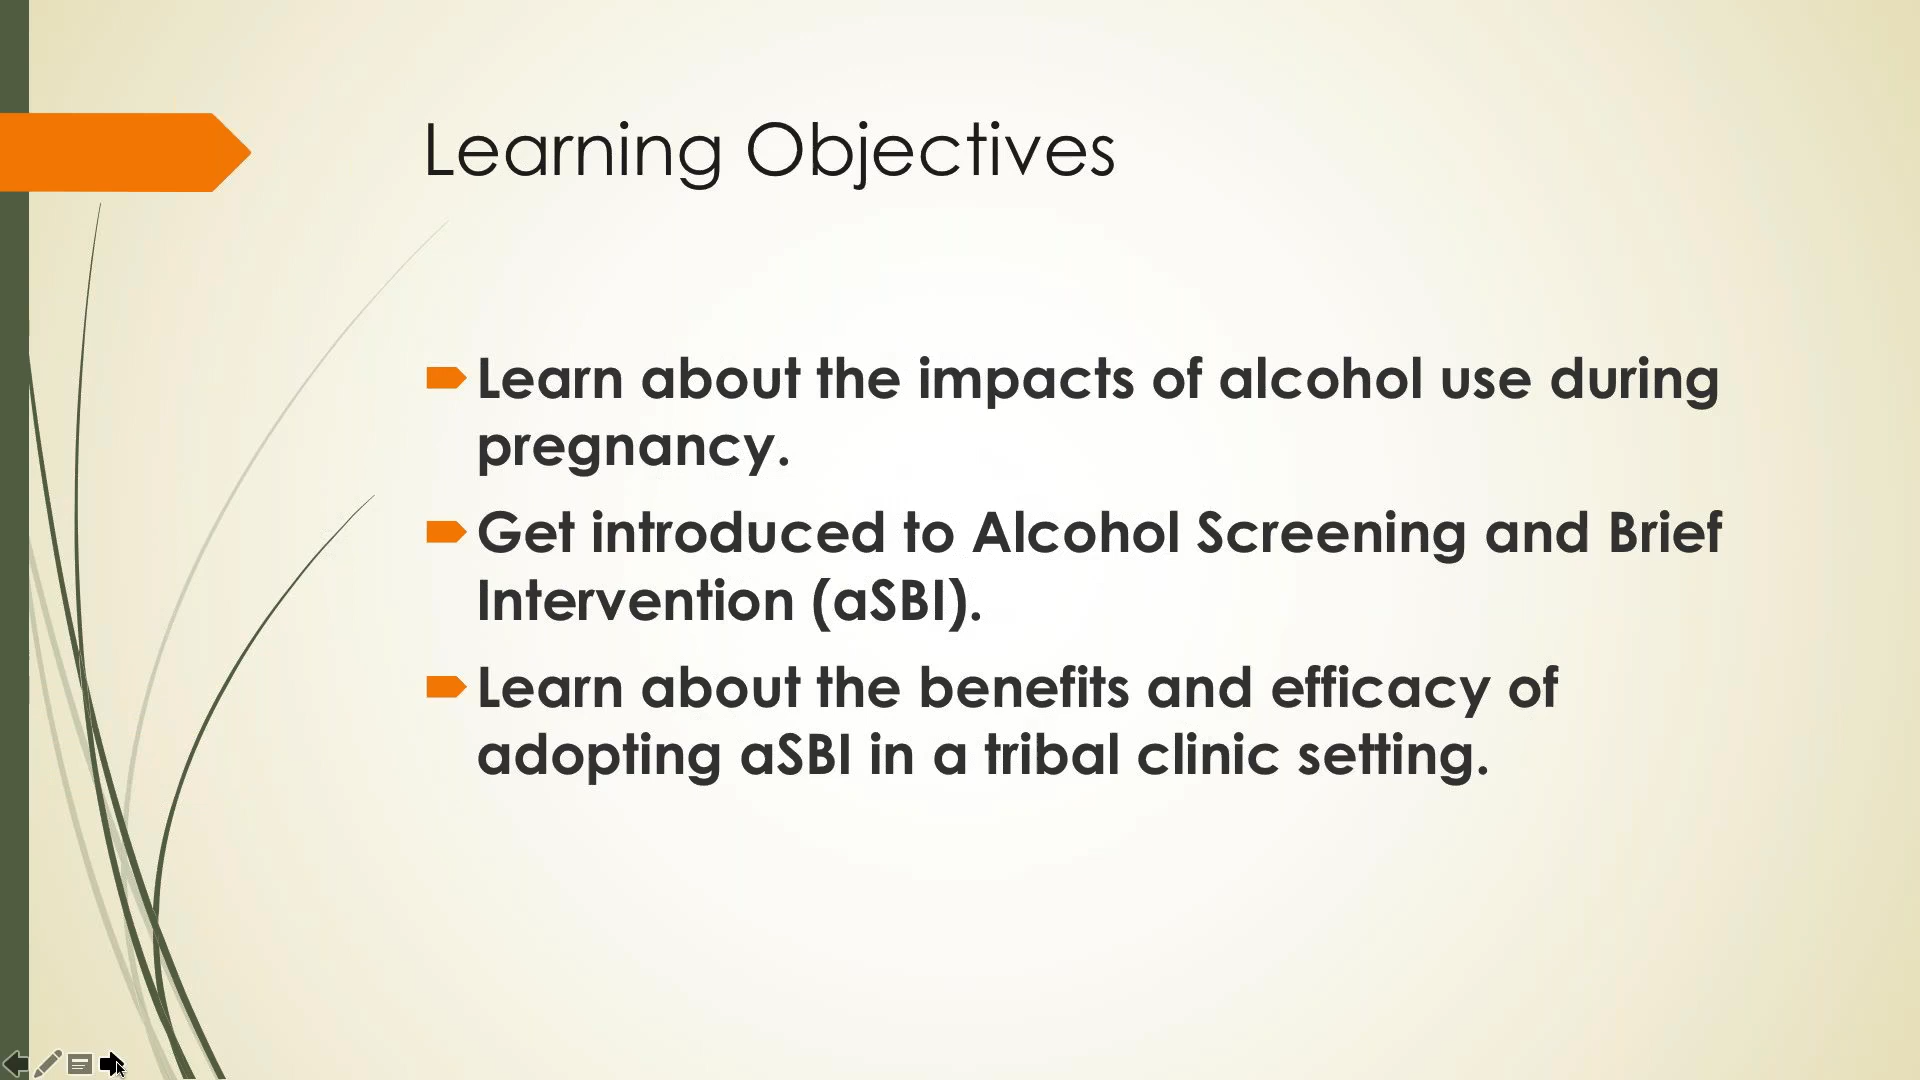 Learning Objectives
Learn about the impacts of alcohol use during
pregnancy.
Get introduced to Alcohol Screening and Brief
Intervention (aSBI).
Learn about the benefits and efficacy of
adopting aSBI in a tribal clinic setting.